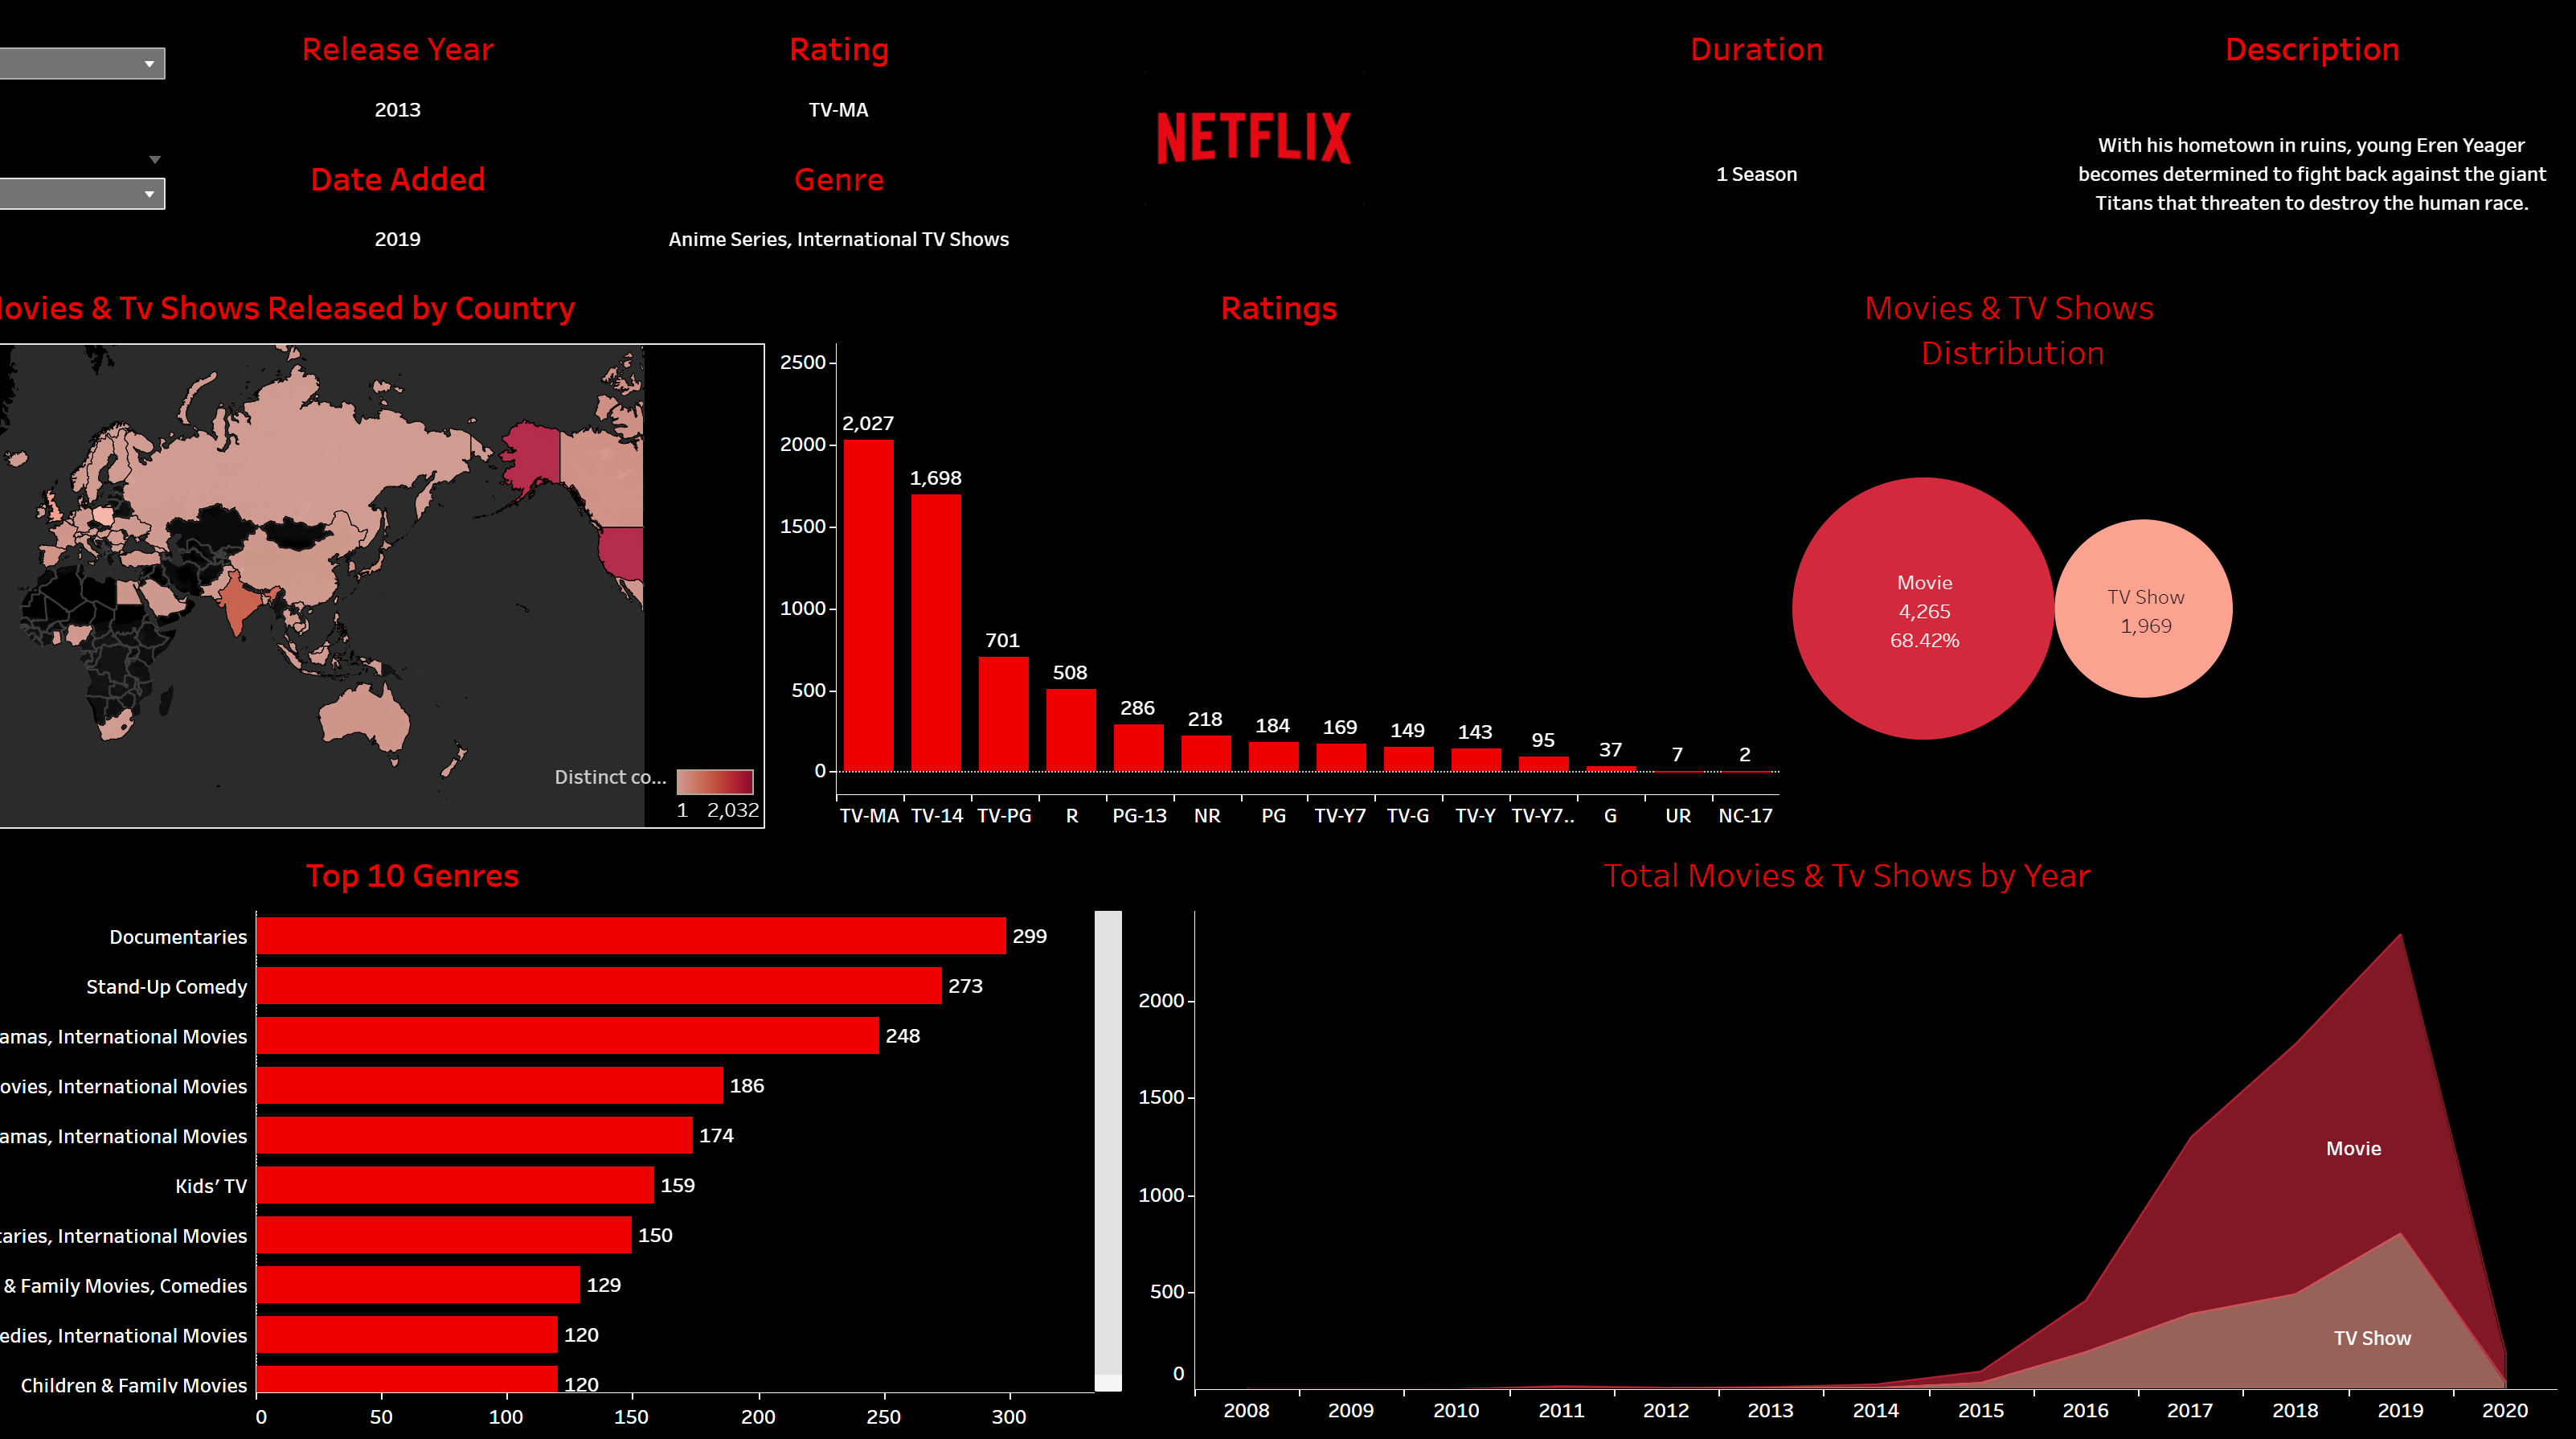 Release Year
2013
Date Added
2019
Rating
TV-MA
Genre
Anime Series, International TV Shows
NETFLIX
Duration
1 Season
Description
With his hometown in ruins, young Eren Yeager
becomes determined to fight back against the giant
Titans that threaten to destroy the human race.
ovies & Tv Shows Released by Country
Distinct co...
1 2,032
Ratings
2500
2000
1500
1000
500
0
2,027
1,698
701
508
286
218
184
169
149
143
95
37
7
2
TV-MA TV-14 TV-PG R PG-13 NR PG TV-Y7 TV-G TV-Y TV-Y7.. G UR NC-17
Movies & TV Shows
Distribution
Movie
4,265
68.42%
TV Show
1,969
Top 10 Genres
Documentaries 299
Stand-Up Comedy 273
amas, International Movies 248
ovies, International Movies 186
amas, International Movies 174
Kids' TV 159
taries, International Movies 150
& Family Movies, Comedies 129
edies, International Movies 120
Children & Family Movies 120
0 50 100 150 200 250 300
Total Movies & Tv Shows by Year
2000
1500
1000
500
0
Movie
TV Show
2008 2009 2010 2011 2012 2013 2014 2015 2016 2017 2018 2019 2020